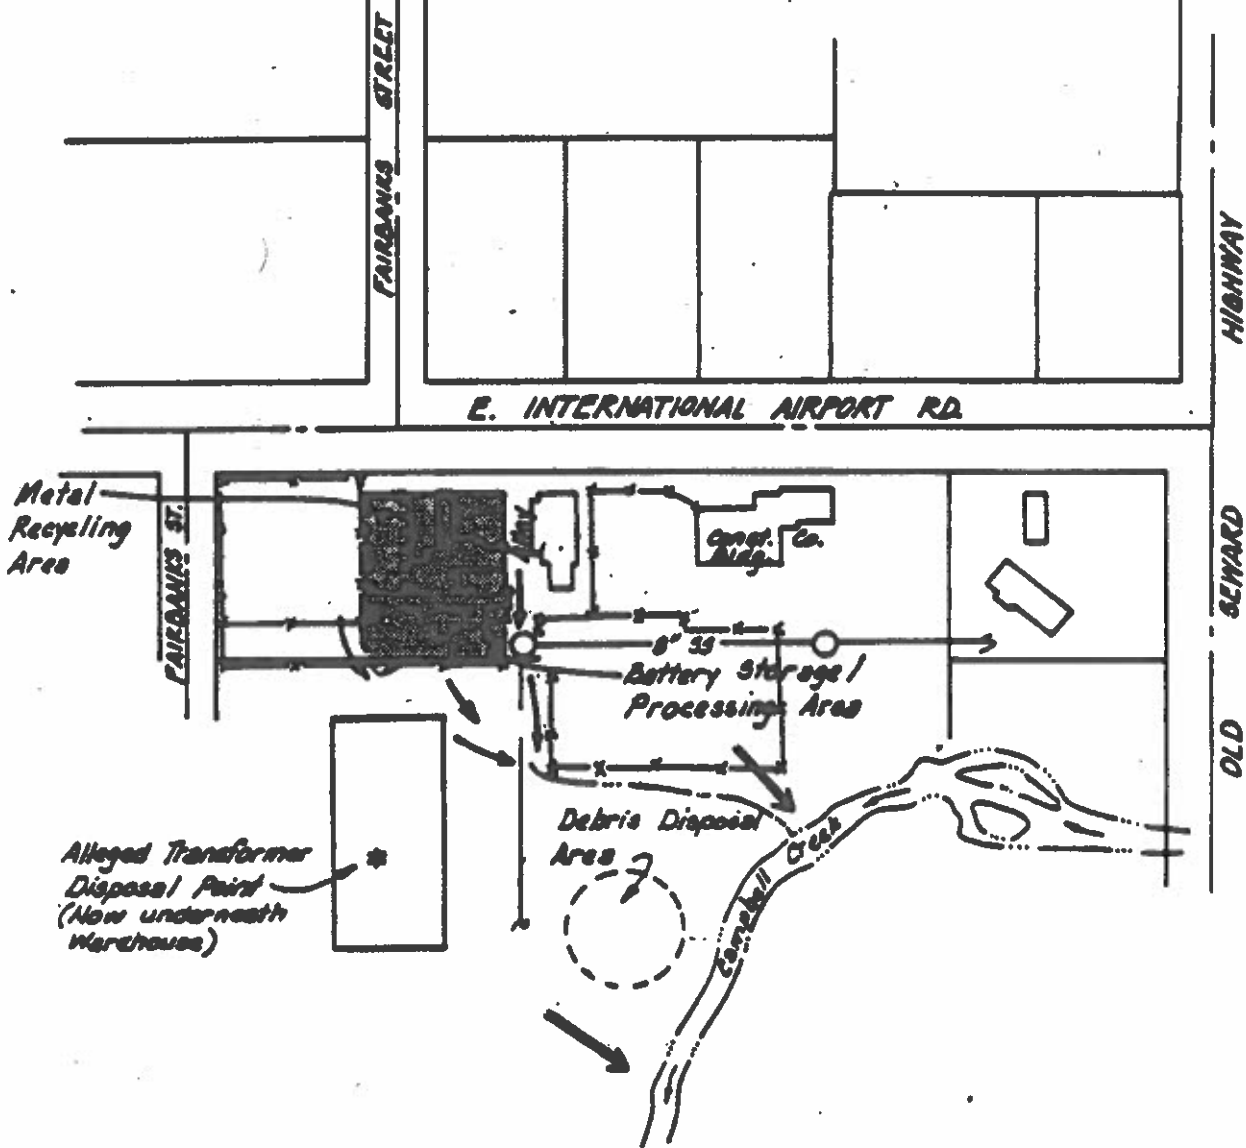 FAIRBANKS STREET
HIGHWAY
E. INTERNATIONAL AIRPORT RD.
Metal
Recycling
Area
FAIRBANKS ST.
Const. Co.
Bldg.
SEWARD
8" SS
Battery Storage /
Processing Area
OLD
Debris Disposal
Area
Creek
Campbell
Alleged Transformer
Disposal Point
(Now underneath
Warehouse)